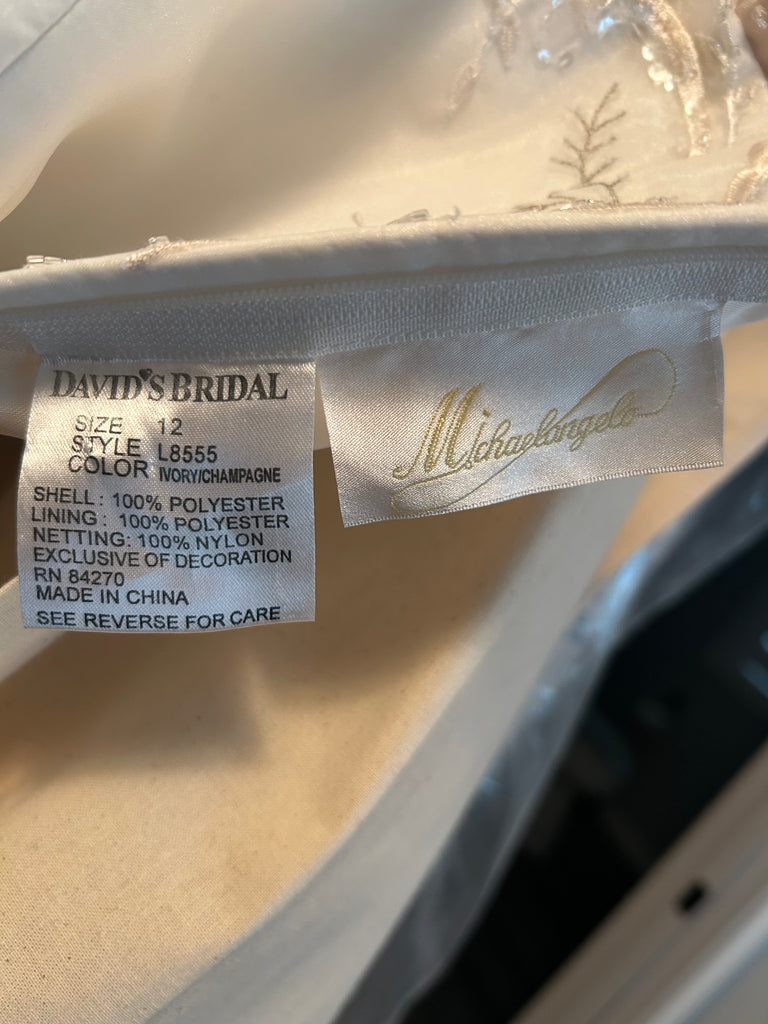 DAVID'S BRIDAL
SIZE 12
STYLE L8555
COLOR IVORY/CHAMPAGNE
SHELL: 100% POLYESTER
LINING: 100% POLYESTER
NETTING: 100% NYLON
EXCLUSIVE OF DECORATION
RN 84270
MADE IN CHINA
SEE REVERSE FOR CARE
Michaelangelo